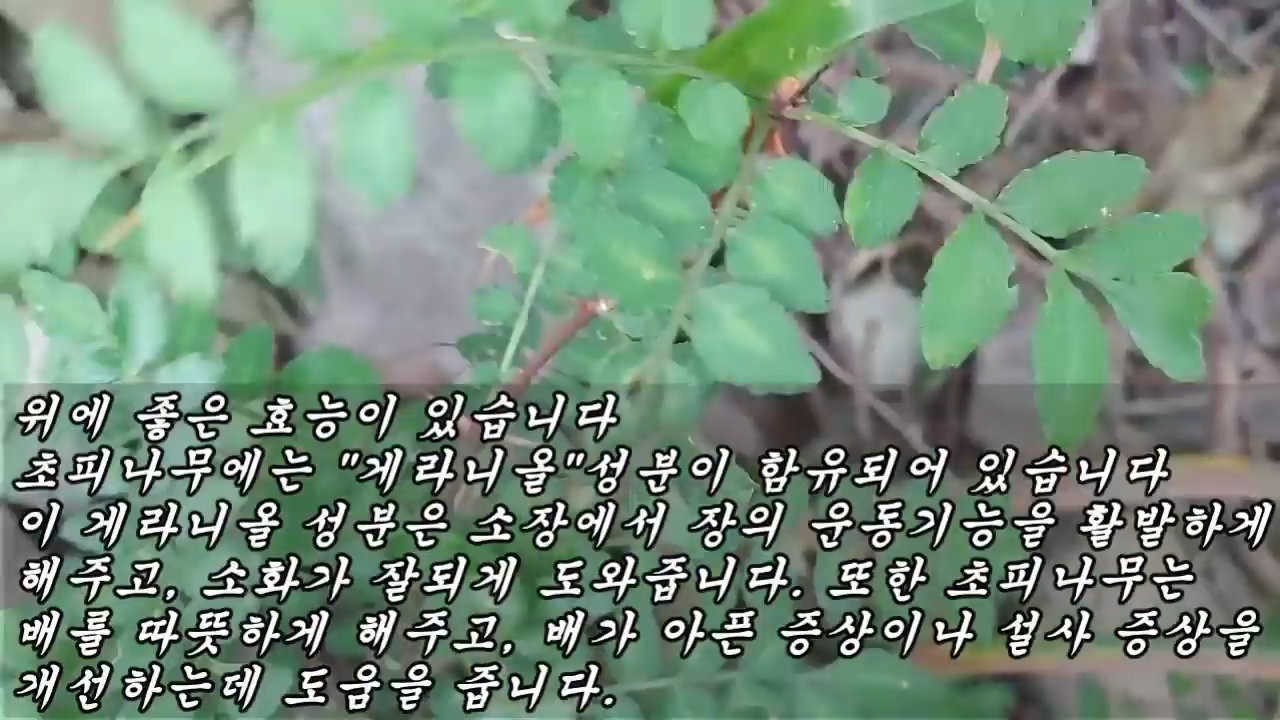 위에 좋은 효능이 있습니다
초피나무에는 "게라니올"성분이 함유되어 있습니다
이 게라니올 성분은 소장에서 장의 운동기능을 활발하게
해주고, 소화가 잘되게 도와줍니다. 또한 초피나무는
배를 따뜻하게 해주고, 배가 아픈 증상이나 설사 증상을
개선하는데 도움을 줍니다.